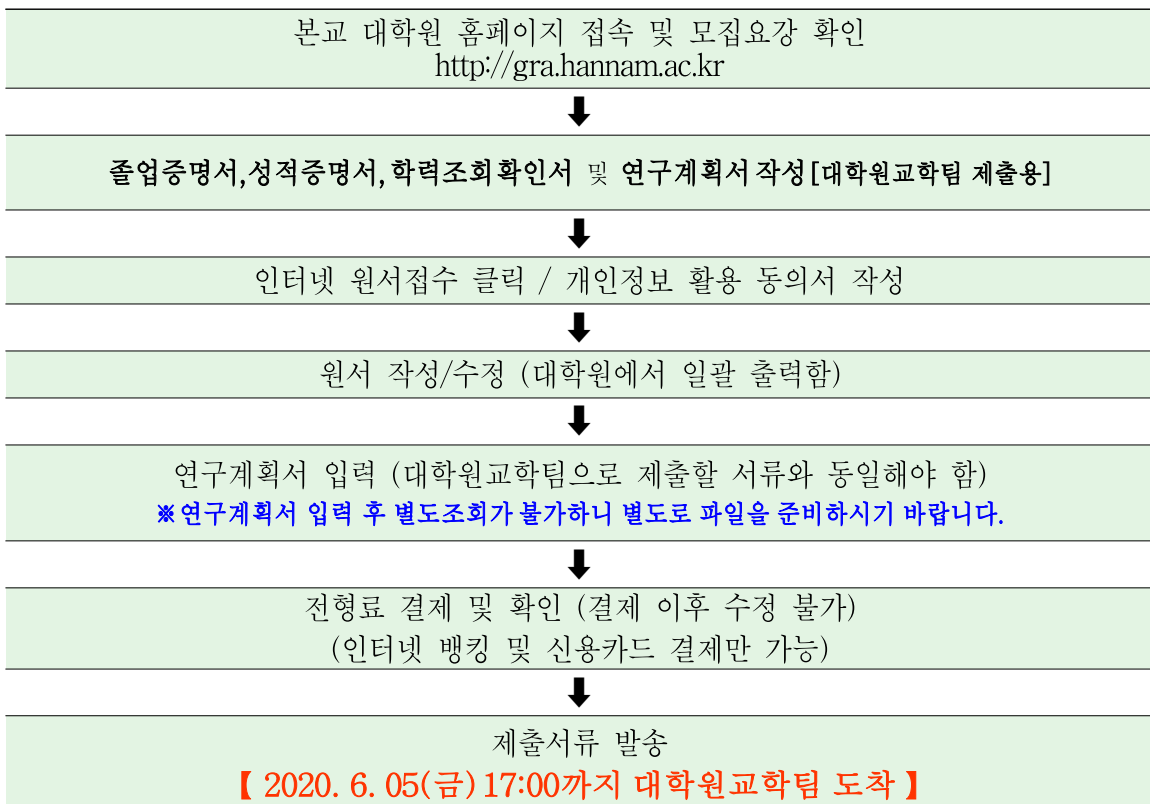 본교 대학원 홈페이지 접속 및 모집요강 확인
http://gra.hannam.ac.kr
졸업증명서,성적증명서,학력조회확인서 및 연구계획서작성[대학원교학팀 제출용]
인터넷 원서접수 클릭 / 개인정보 활용 동의서 작성
원서 작성/수정 (대학원에서 일괄 출력함)
연구계획서 입력 (대학원교학팀으로 제출할 서류와 동일해야 함)
※연구계획서 입력 후 별도조회가 불가하니 별도로 파일을 준비하시기 바랍니다.
전형료 결제 및 확인 (결제 이후 수정 불가)
(인터넷 뱅킹 및 신용카드 결제만 가능)
제출서류 발송
【 2020. 6. 05(금) 17:00까지 대학원교학팀 도착 】